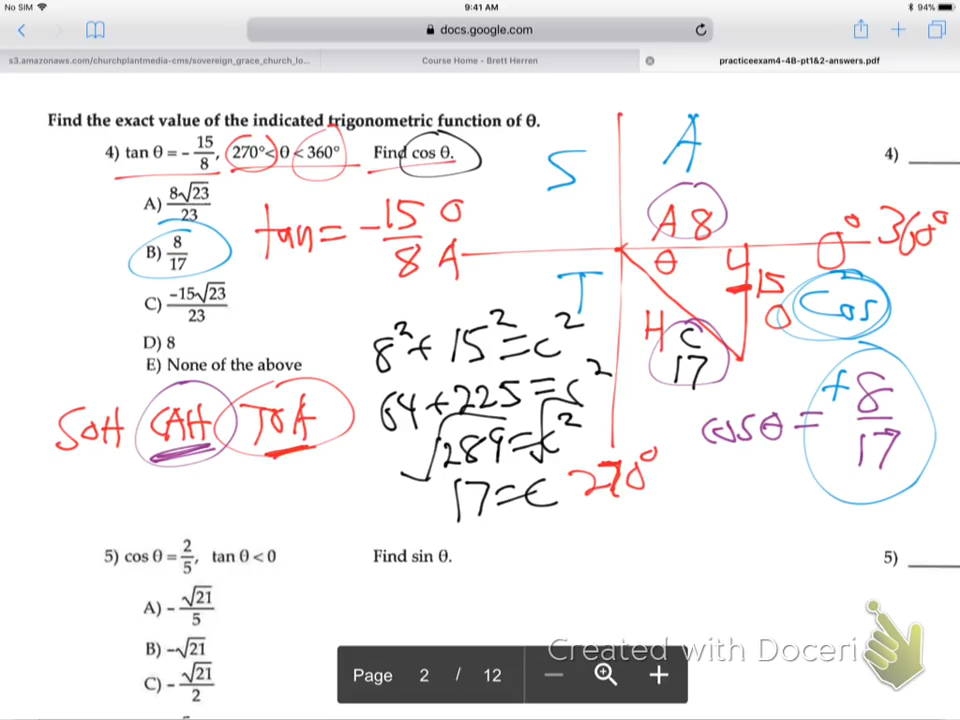 No SIM 9:41 AM 94%
docs.google.com
s3.amazonaws.com/churchplantmedia-cms/sovereign_grace_church_lo... Course Home - Brett Herren practiceexam4-4B-pt1&2-answers.pdf
Find the exact value of the indicated trigonometric function of θ.
4) tan θ = - 15/8, 270° < θ < 360° Find cos θ. 4)
A) 8√23/23
B) 8/17
C) -15√23/23
D) 8
E) None of the above
tan = -15 O
8 A
SOH CAH TOA
S A
A 8 0° 360°
θ 4 15
T O Cos
H C
17
8² + 15² = c²
64 + 225 = c²
√289 = √c²
17 = c 270°
cosθ = +8/17
5) cos θ = 2/5, tan θ < 0 Find sin θ. 5)
A) - √21/5
B) -√21
C) - √21/2
Page 2 / 12
Created with Doceri